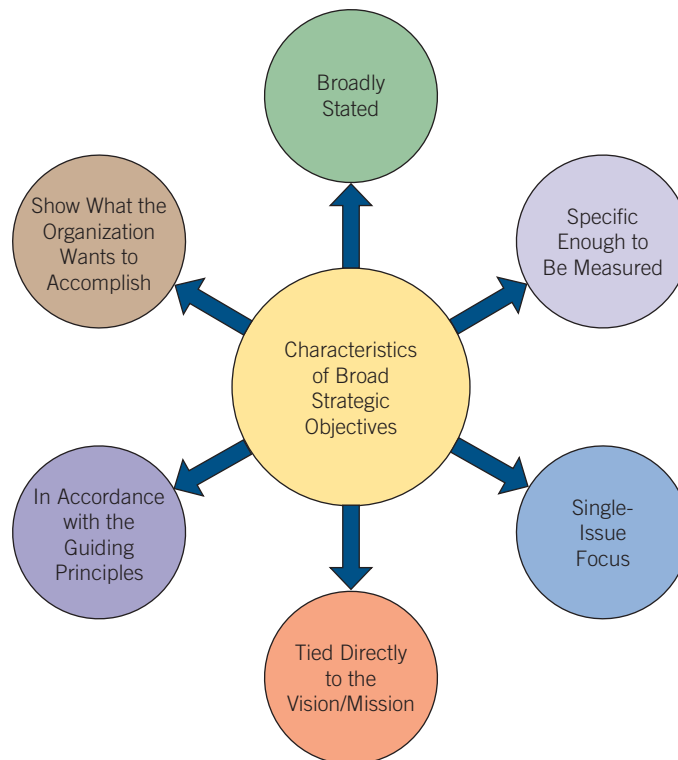 Broadly
Stated
Show What the
Organization
Wants to
Accomplish
Specific
Enough to
Be Measured
Characteristics
of Broad
Strategic
Objectives
In Accordance
with the
Guiding
Principles
Single-
Issue
Focus
Tied Directly
to the
Vision/Mission